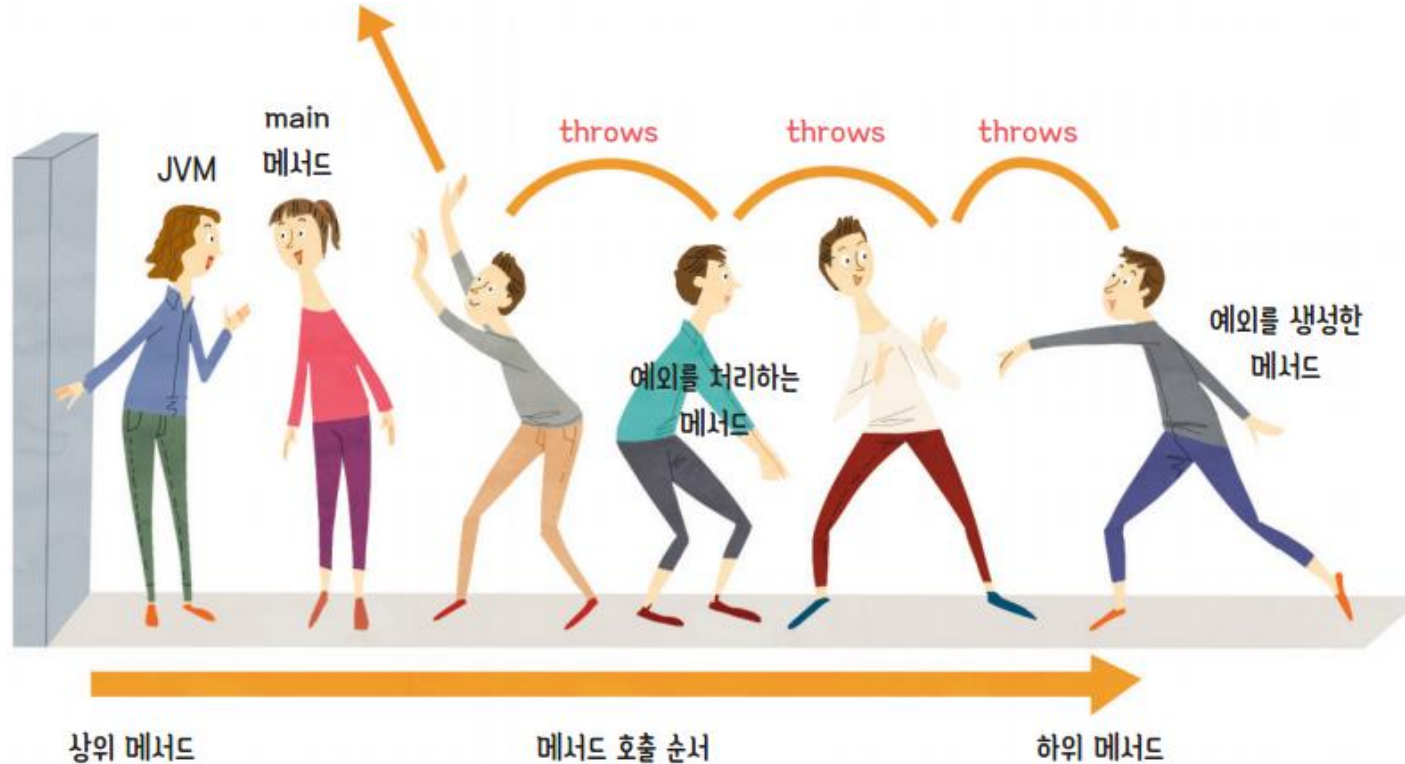 JVM
main
메서드
throws
throws
throws
예외를 처리하는
메서드
예외를 생성한
메서드
상위 메서드
메서드 호출 순서
하위 메서드